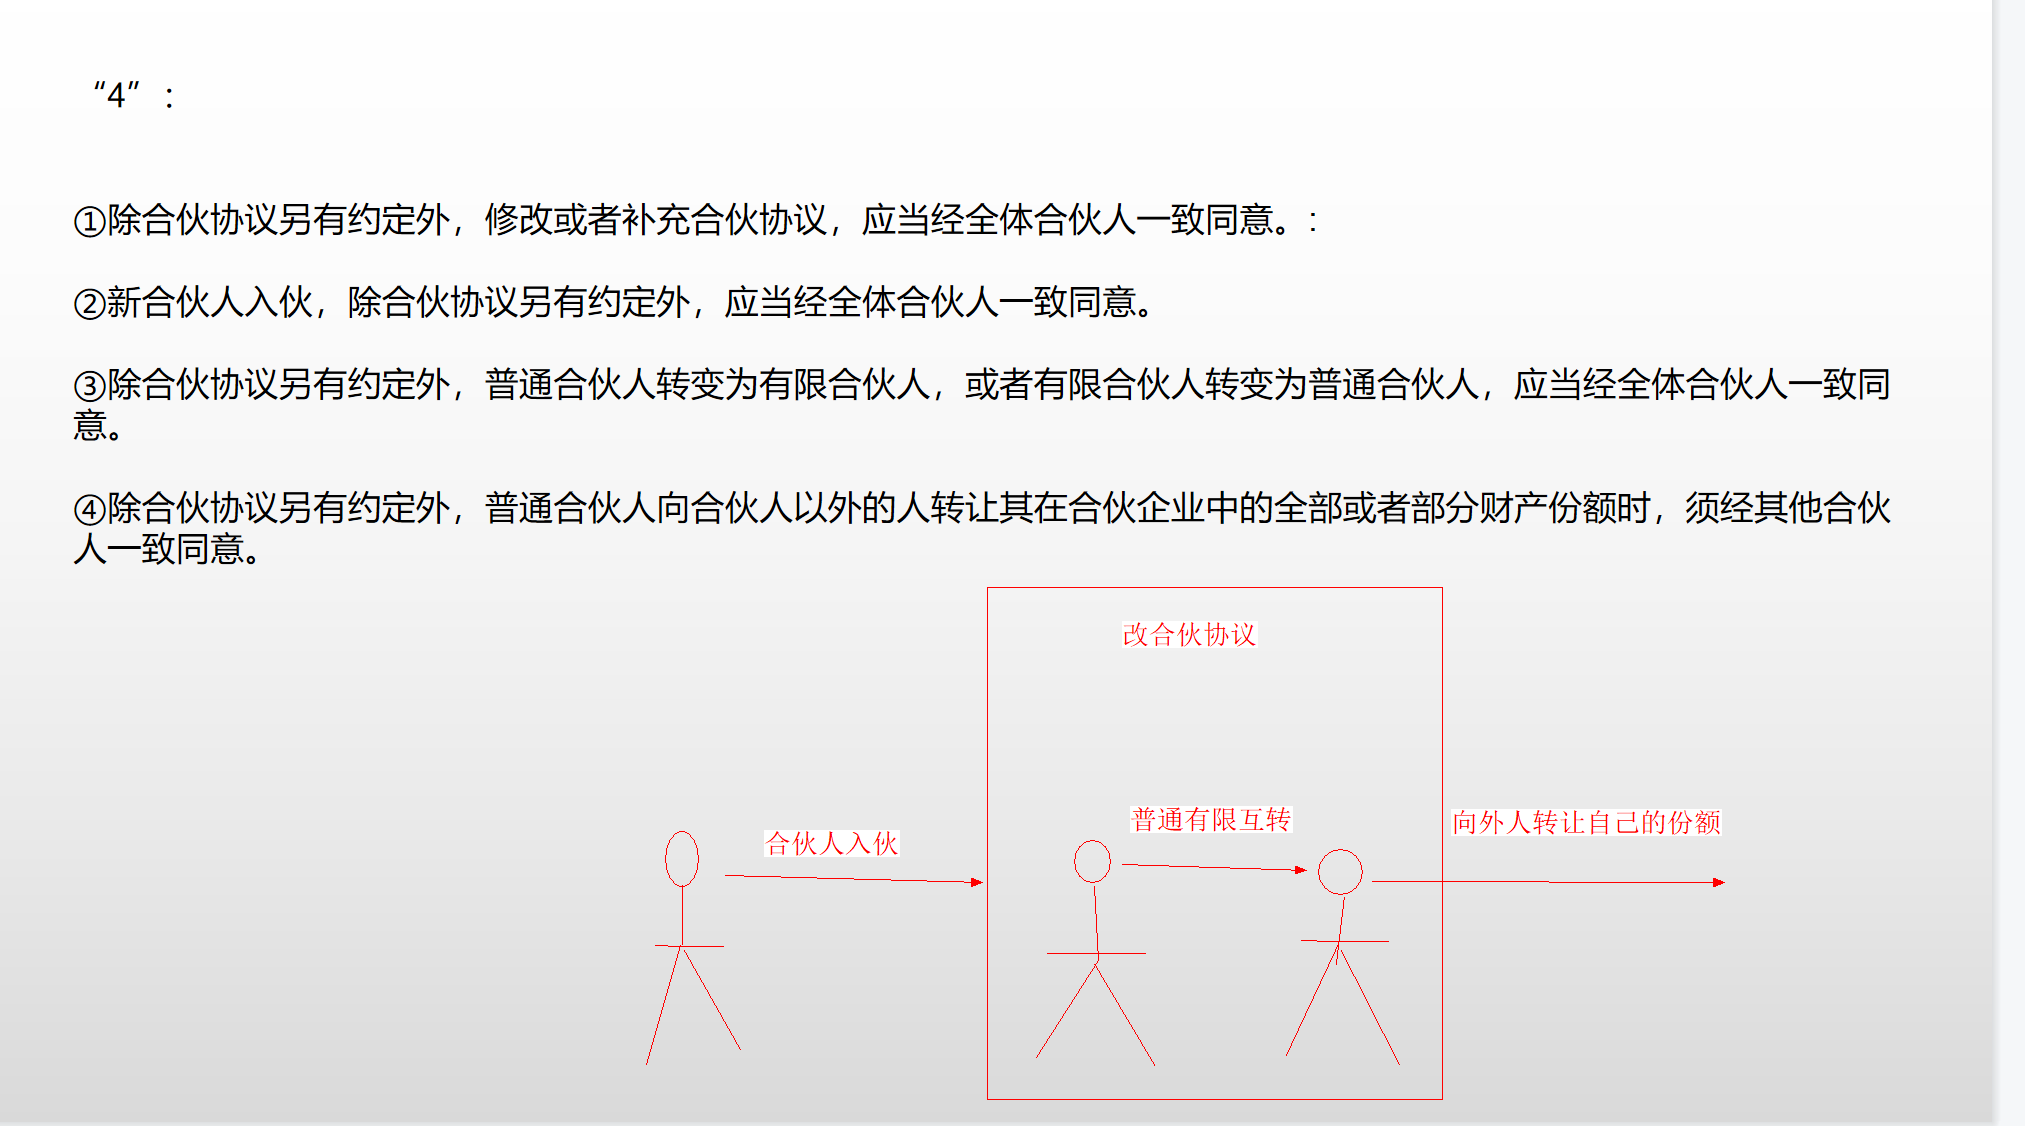 “4”：
①除合伙协议另有约定外，修改或者补充合伙协议，应当经全体合伙人一致同意。：
②新合伙人入伙，除合伙协议另有约定外，应当经全体合伙人一致同意。
③除合伙协议另有约定外，普通合伙人转变为有限合伙人，或者有限合伙人转变为普通合伙人，应当经全体合伙人一致同
意。
④除合伙协议另有约定外，普通合伙人向合伙人以外的人转让其在合伙企业中的全部或者部分财产份额时，须经其他合伙
人一致同意。
改合伙协议
合伙人入伙
普通有限互转
向外人转让自己的份额